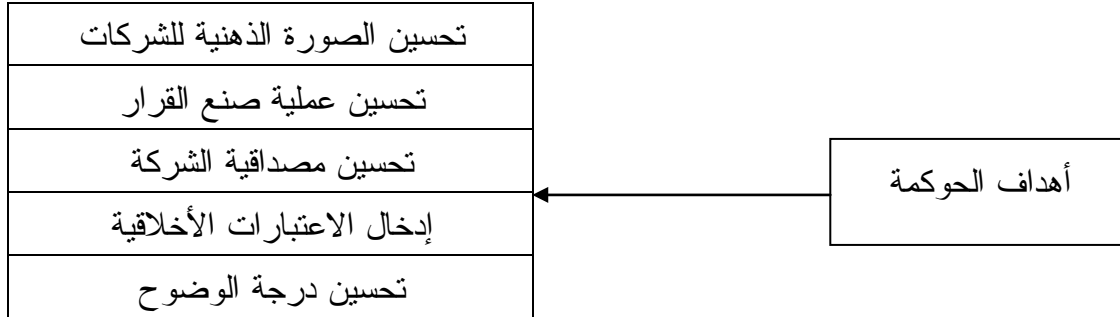 تحسين الصورة الذهنية للشركات
تحسين عملية صنع القرار
تحسين مصداقية الشركة
أهداف الحوكمة
إدخال الاعتبارات الأخلاقية
تحسين درجة الوضوح